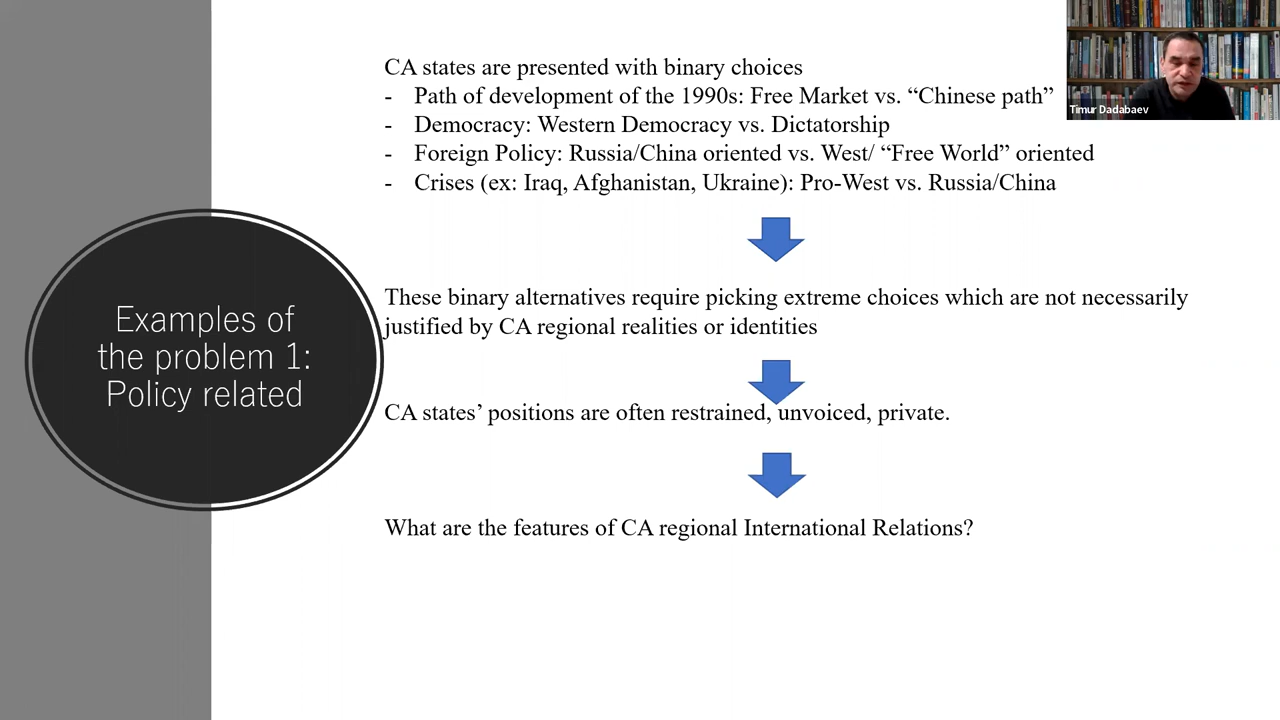 CA states are presented with binary choices
- Path of development of the 1990s: Free Market vs. “Chinese path”
- Democracy: Western Democracy vs. Dictatorship
- Foreign Policy: Russia/China oriented vs. West/ “Free World” oriented
- Crises (ex: Iraq, Afghanistan, Ukraine): Pro-West vs. Russia/China
Timur Dadabaev
Examples of
the problem 1:
Policy related
These binary alternatives require picking extreme choices which are not necessarily
justified by CA regional realities or identities
CA states’ positions are often restrained, unvoiced, private.
What are the features of CA regional International Relations?